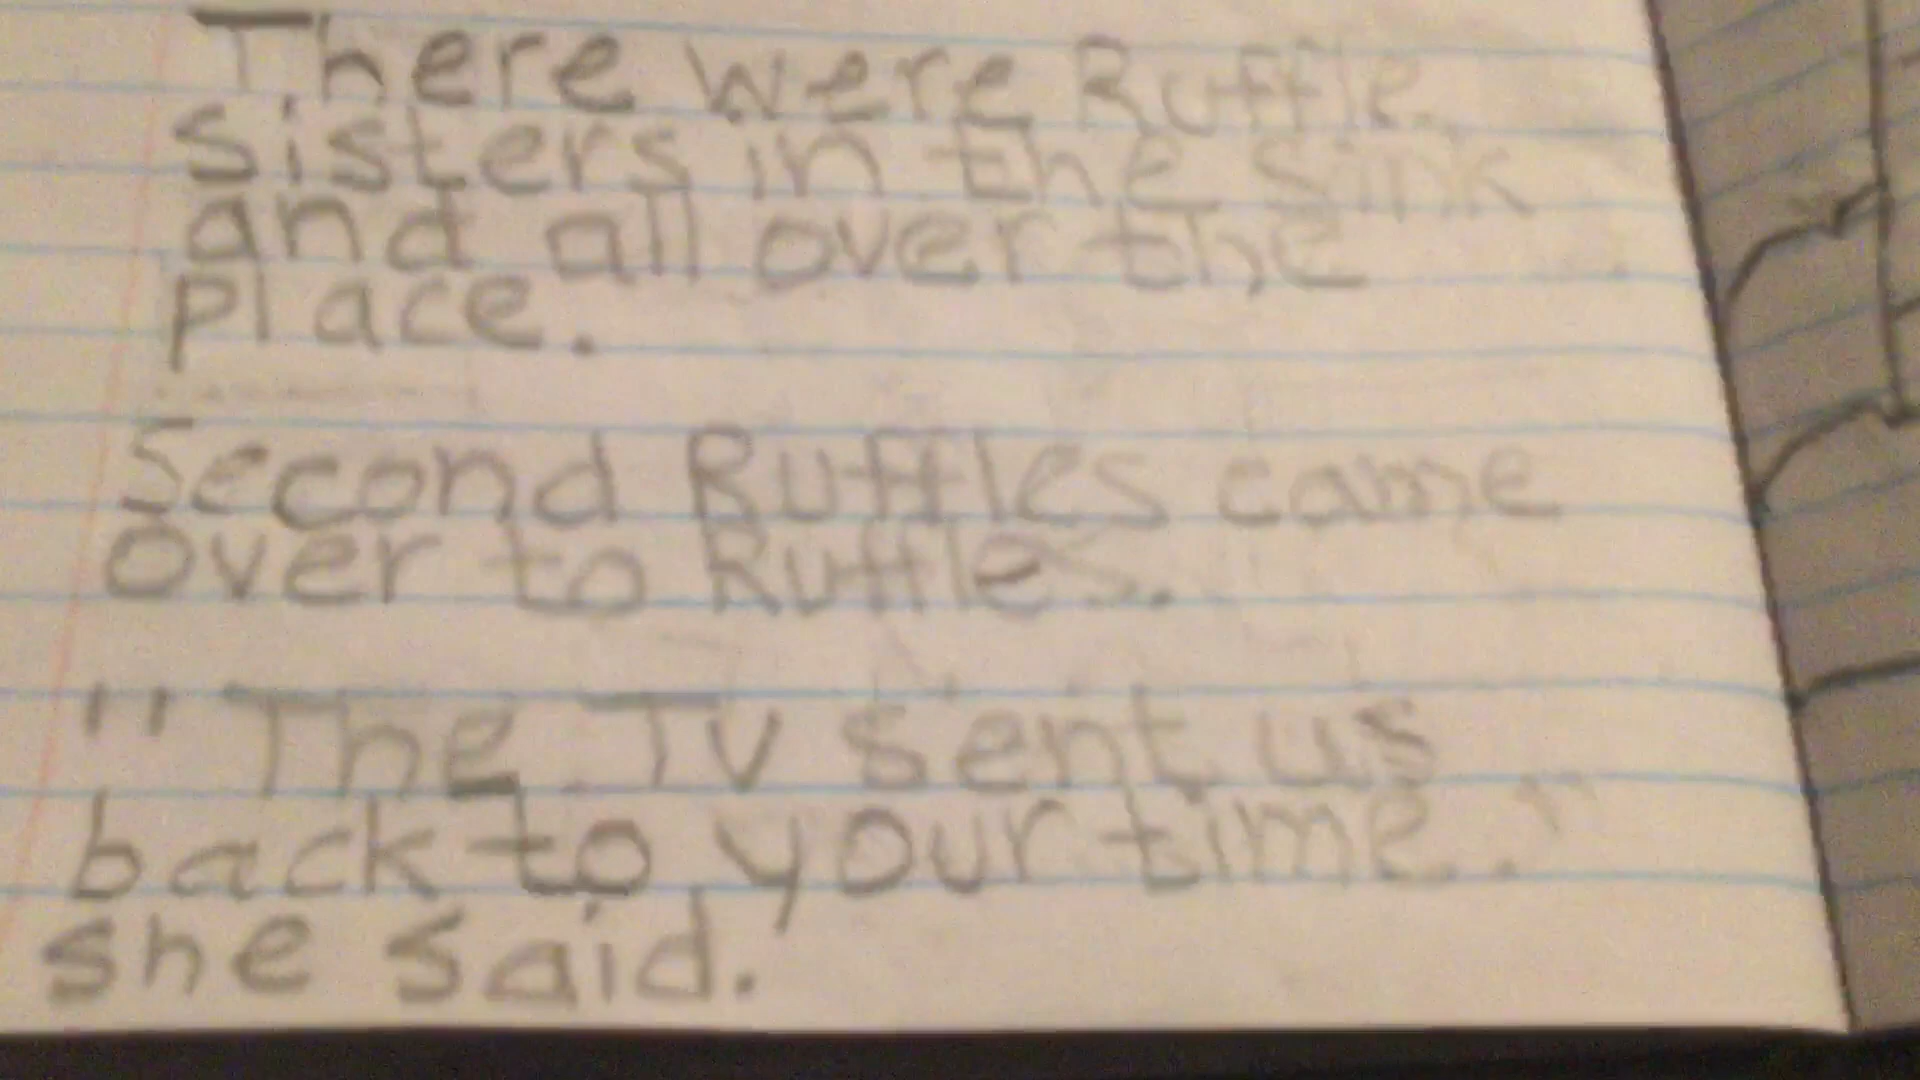 There were Ruffle
sisters in the sink
and all over the
place.
Second Ruffles came
over to Ruffles.
"The TV sent us
back to your time."
she said.